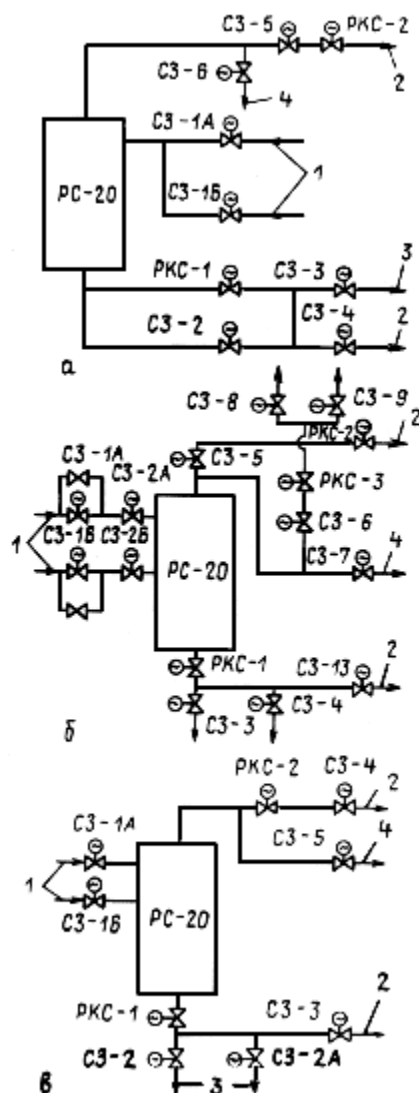 СЗ-5 РКС-2
СЗ-6
2
4
СЗ-1А
РС-20
1
СЗ-1Б
РКС-1 СЗ-3 3
СЗ-2 СЗ-4 2
а
СЗ-8 СЗ-9
РКС-2 2
СЗ-1А
СЗ-2А СЗ-5
РКС-3
1 СЗ-1Б СЗ-2Б
СЗ-6
РС-20
СЗ-7
4
РКС-1 СЗ-13 2
СЗ-3 СЗ-4
б
РКС-2 СЗ-4 2
СЗ-1А
СЗ-5 4
1
СЗ-1Б РС-20
РКС-1 СЗ-3 2
СЗ-2 3 СЗ-2А
в